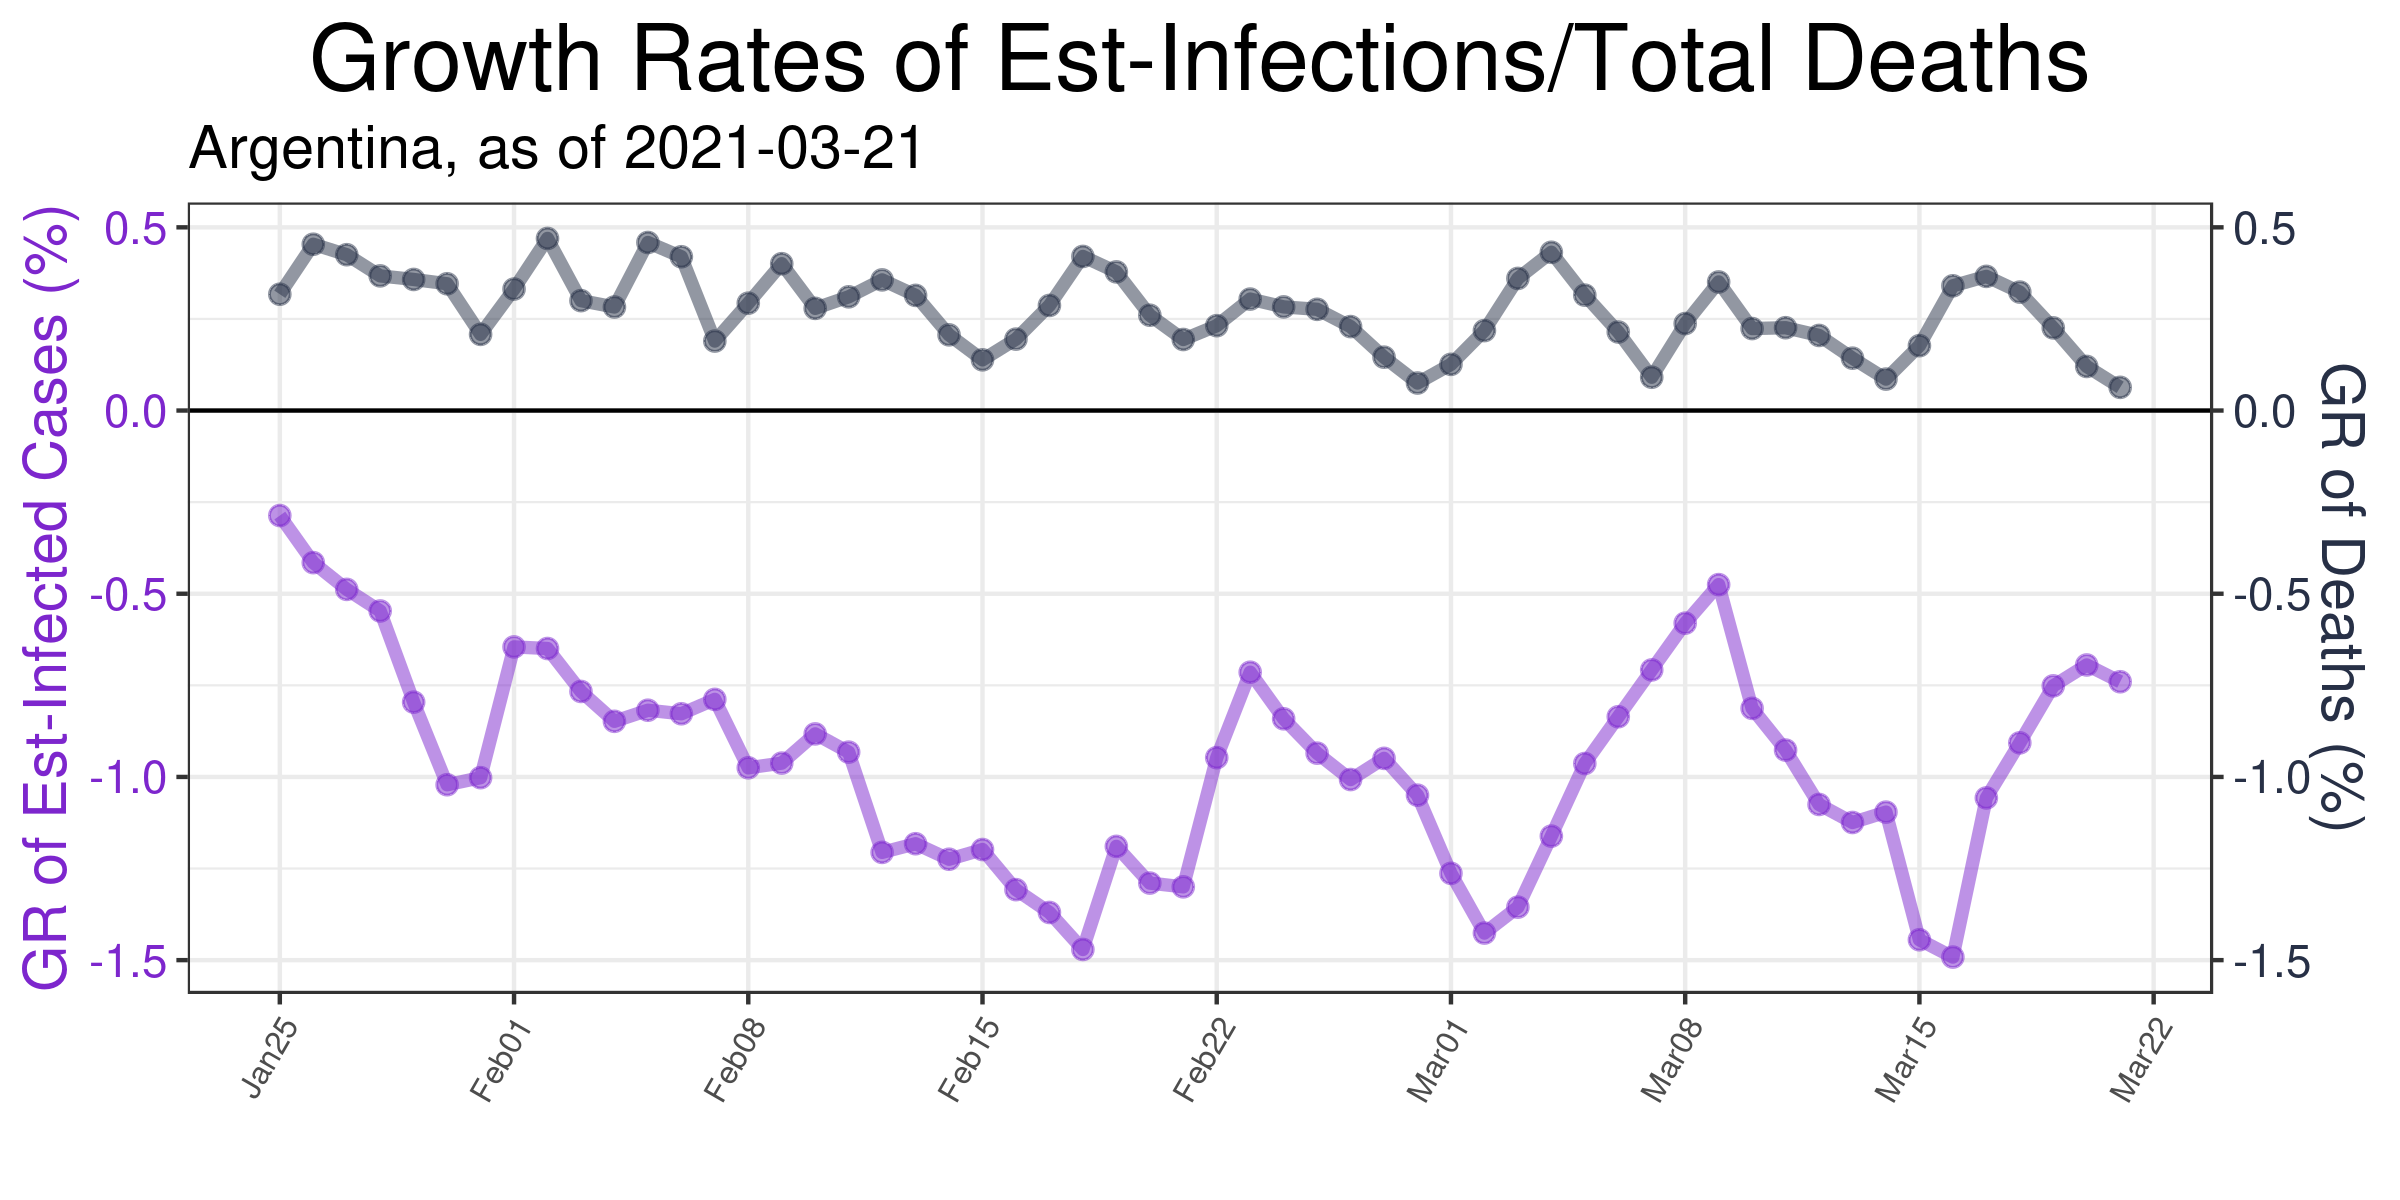 Growth Rates of Est-Infections/Total Deaths
Argentina, as of 2021-03-21
GR of Est-Infected Cases (%)
0.5
0.0
-0.5
-1.0
-1.5
0.5
0.0
-0.5
-1.0
-1.5
GR of Deaths (%)
Jan25
Feb01
Feb08
Feb15
Feb22
Mar01
Mar08
Mar15
Mar22